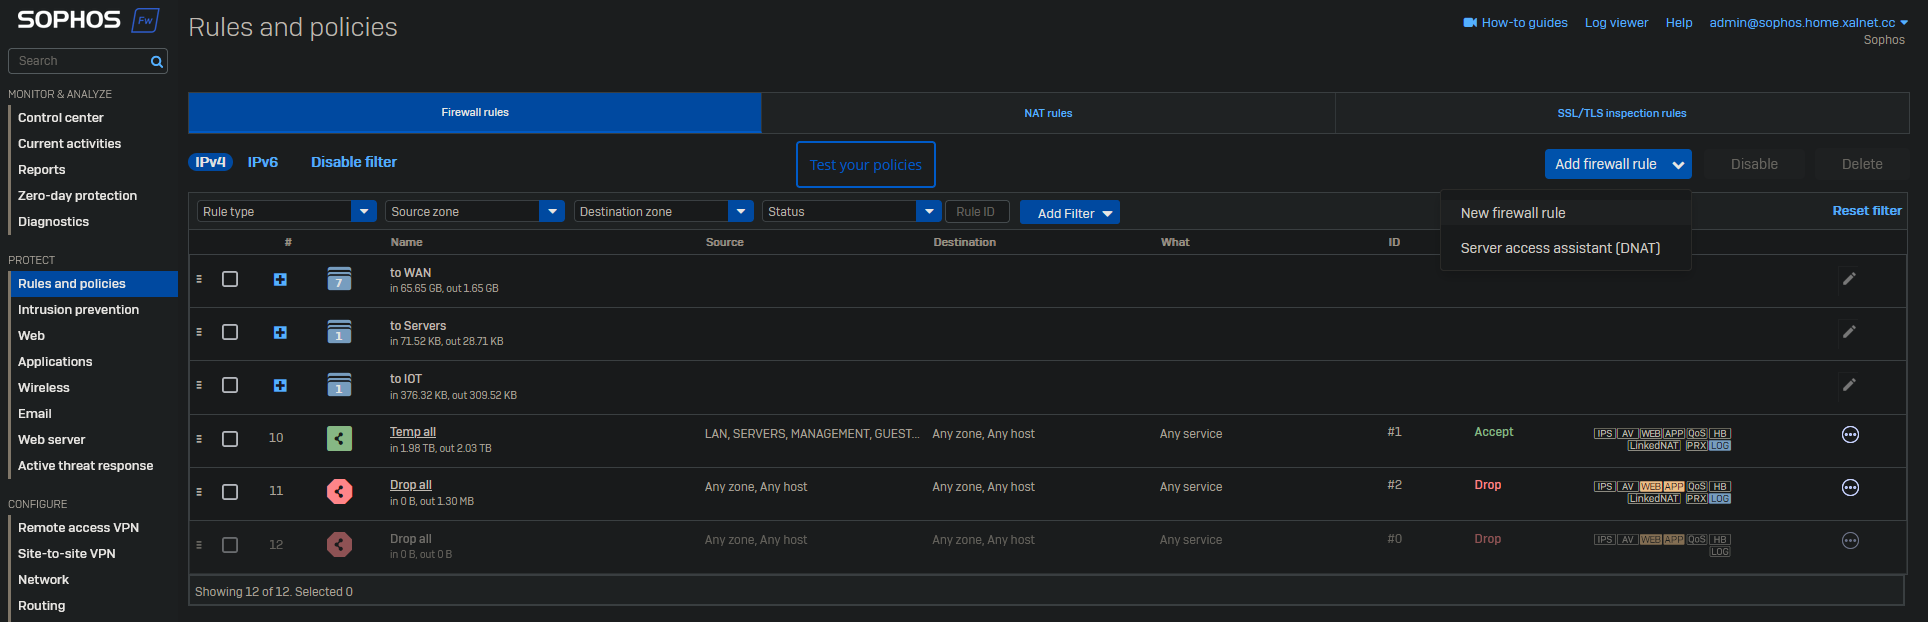 SOPHOS Fw
Rules and policies
How-to guides Log viewer Help admin@sophos.home.xalnet.cc
Sophos
Search
MONITOR & ANALYZE
Control center
Current activities
Reports
Zero-day protection
Diagnostics
PROTECT
Rules and policies
Intrusion prevention
Web
Applications
Wireless
Email
Web server
Active threat response
CONFIGURE
Remote access VPN
Site-to-site VPN
Network
Routing
Firewall rules NAT rules SSL/TLS inspection rules
IPv4 IPv6 Disable filter Test your policies Add firewall rule Disable Delete
New firewall rule
Server access assistant (DNAT)
Rule type Source zone Destination zone Status Rule ID Add Filter Reset filter
# Name Source Destination What ID
7 to WAN
in 65.65 GB, out 1.65 GB
1 to Servers
in 71.52 KB, out 28.71 KB
1 to IOT
in 376.32 KB, out 309.52 KB
10 Temp all LAN, SERVERS, MANAGEMENT, GUEST... Any zone, Any host Any service #1 Accept IPS AV WEB APP QoS HB
in 1.98 TB, out 2.03 TB LinkedNAT PRX LOG
11 Drop all Any zone, Any host Any zone, Any host Any service #2 Drop IPS AV WEB APP QoS HB
in 0 B, out 1.30 MB LinkedNAT PRX LOG
12 Drop all Any zone, Any host Any zone, Any host Any service #0 Drop IPS AV WEB APP QoS HB
in 0 B, out 0 B LOG
Showing 12 of 12. Selected 0